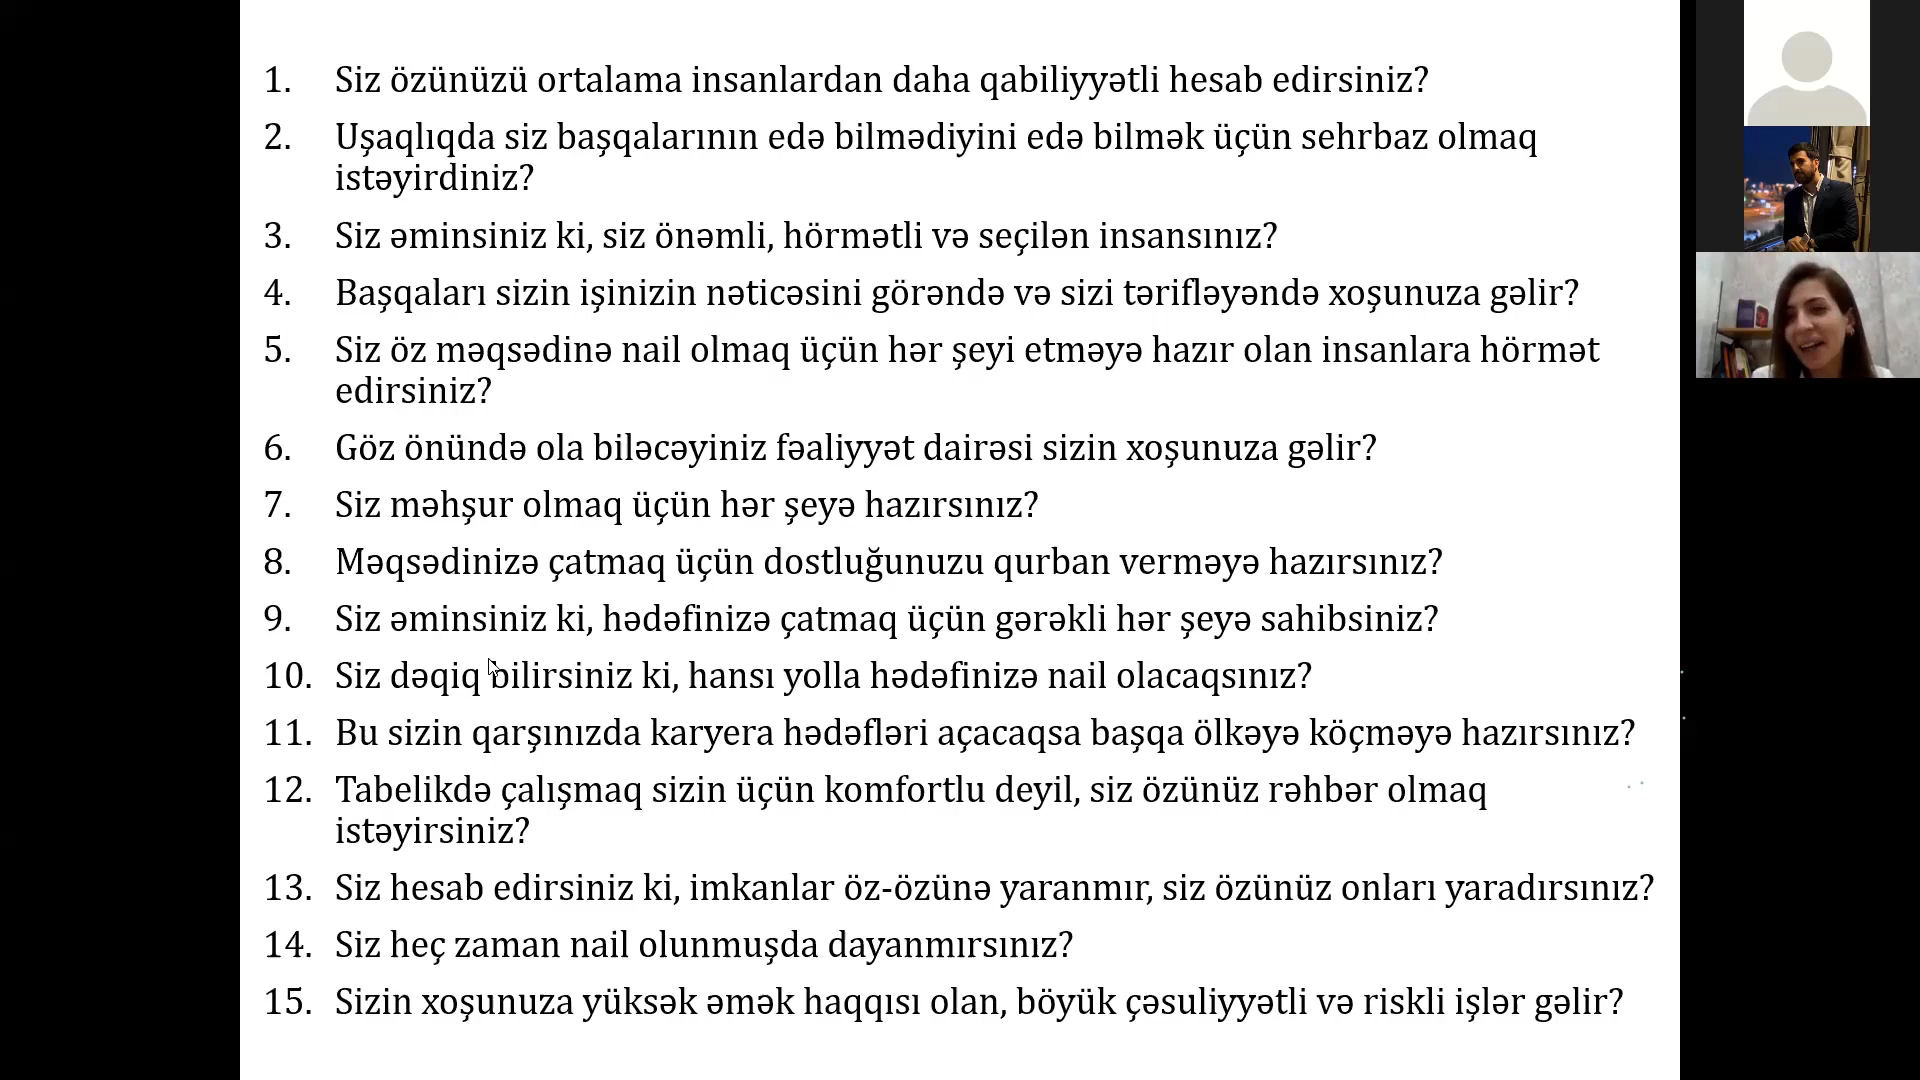 1. Siz özünüzü ortalama insanlardan daha qabiliyyətli hesab edirsiniz?
2. Uşaqlıqda siz başqalarının edə bilmədiyini edə bilmək üçün sehrbaz olmaq
istəyirdiniz?
3. Siz əminsiniz ki, siz önəmli, hörmətli və seçilən insansınız?
4. Başqaları sizin işinizin nəticəsini görəndə və sizi tərifləyəndə xoşunuza gəlir?
5. Siz öz məqsədinə nail olmaq üçün hər şeyi etməyə hazır olan insanlara hörmət
edirsiniz?
6. Göz önündə ola biləcəyiniz fəaliyyət dairəsi sizin xoşunuza gəlir?
7. Siz məhşur olmaq üçün hər şeyə hazırsınız?
8. Məqsədinizə çatmaq üçün dostluğunuzu qurban verməyə hazırsınız?
9. Siz əminsiniz ki, hədəfinizə çatmaq üçün gərəkli hər şeyə sahibsiniz?
10. Siz dəqiq bilirsiniz ki, hansı yolla hədəfinizə nail olacaqsınız?
11. Bu sizin qarşınızda karyera hədəfləri açacaqsa başqa ölkəyə köçməyə hazırsınız?
12. Tabelikdə çalışmaq sizin üçün komfortlu deyil, siz özünüz rəhbər olmaq
istəyirsiniz?
13. Siz hesab edirsiniz ki, imkanlar öz-özünə yaranmır, siz özünüz onları yaradırsınız?
14. Siz heç zaman nail olunmuşda dayanmırsınız?
15. Sizin xoşunuza yüksək əmək haqqısı olan, böyük çəsuliyyətli və riskli işlər gəlir?